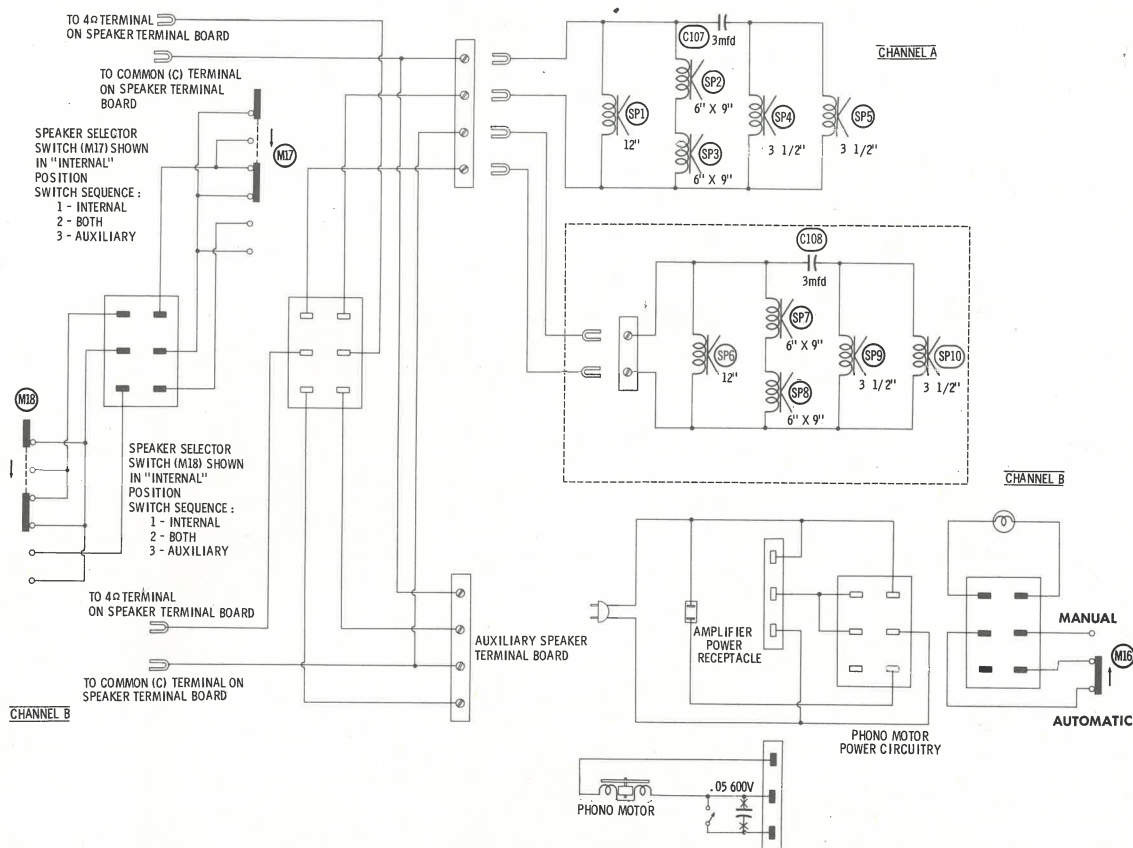 TO 4Ω TERMINAL
ON SPEAKER TERMINAL BOARD
TO COMMON (C) TERMINAL
ON SPEAKER TERMINAL
BOARD
SPEAKER SELECTOR
SWITCH (M17) SHOWN
IN "INTERNAL"
POSITION
SWITCH SEQUENCE :
1 - INTERNAL
2 - BOTH
3 - AUXILIARY
M17
C107
3mfd
CHANNEL A
SP1
12"
SP2
6" X 9"
SP3
6" X 9"
SP4
3 1/2"
SP5
3 1/2"
C108
3mfd
SP6
12"
SP7
6" X 9"
SP8
6" X 9"
SP9
3 1/2"
SP10
3 1/2"
CHANNEL B
M18
SPEAKER SELECTOR
SWITCH (M18) SHOWN
IN "INTERNAL"
POSITION
SWITCH SEQUENCE :
1 - INTERNAL
2 - BOTH
3 - AUXILIARY
TO 4Ω TERMINAL
ON SPEAKER TERMINAL BOARD
TO COMMON (C) TERMINAL ON
SPEAKER TERMINAL BOARD
CHANNEL B
AUXILIARY SPEAKER
TERMINAL BOARD
AMPLIFIER
POWER
RECEPTACLE
PHONO MOTOR
POWER CIRCUITRY
MANUAL
M16
AUTOMATIC
PHONO MOTOR
.05 600V